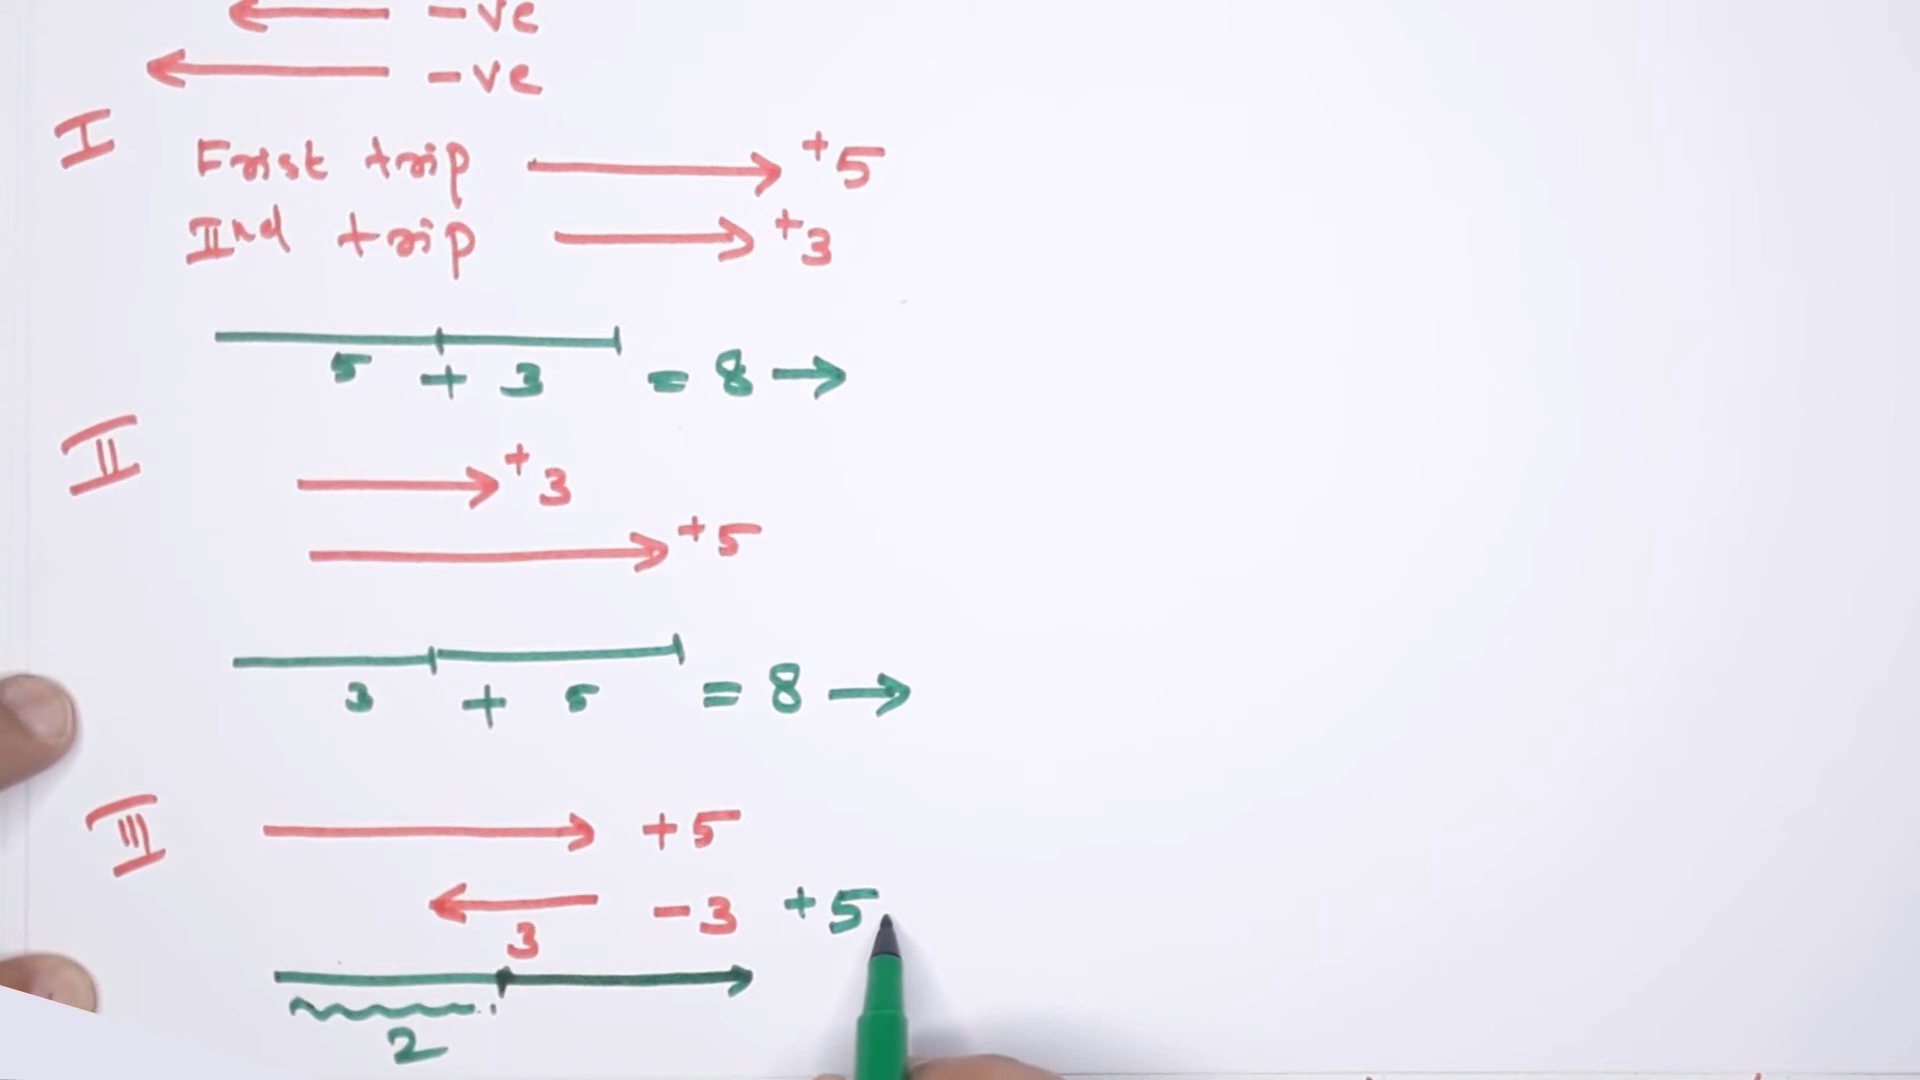 -ve
-ve
I
Frist trip +5
IInd trip +3
5 + 3 = 8 →
II
+3
+5
3 + 5 = 8 →
III
+5
-3 +5
3
2